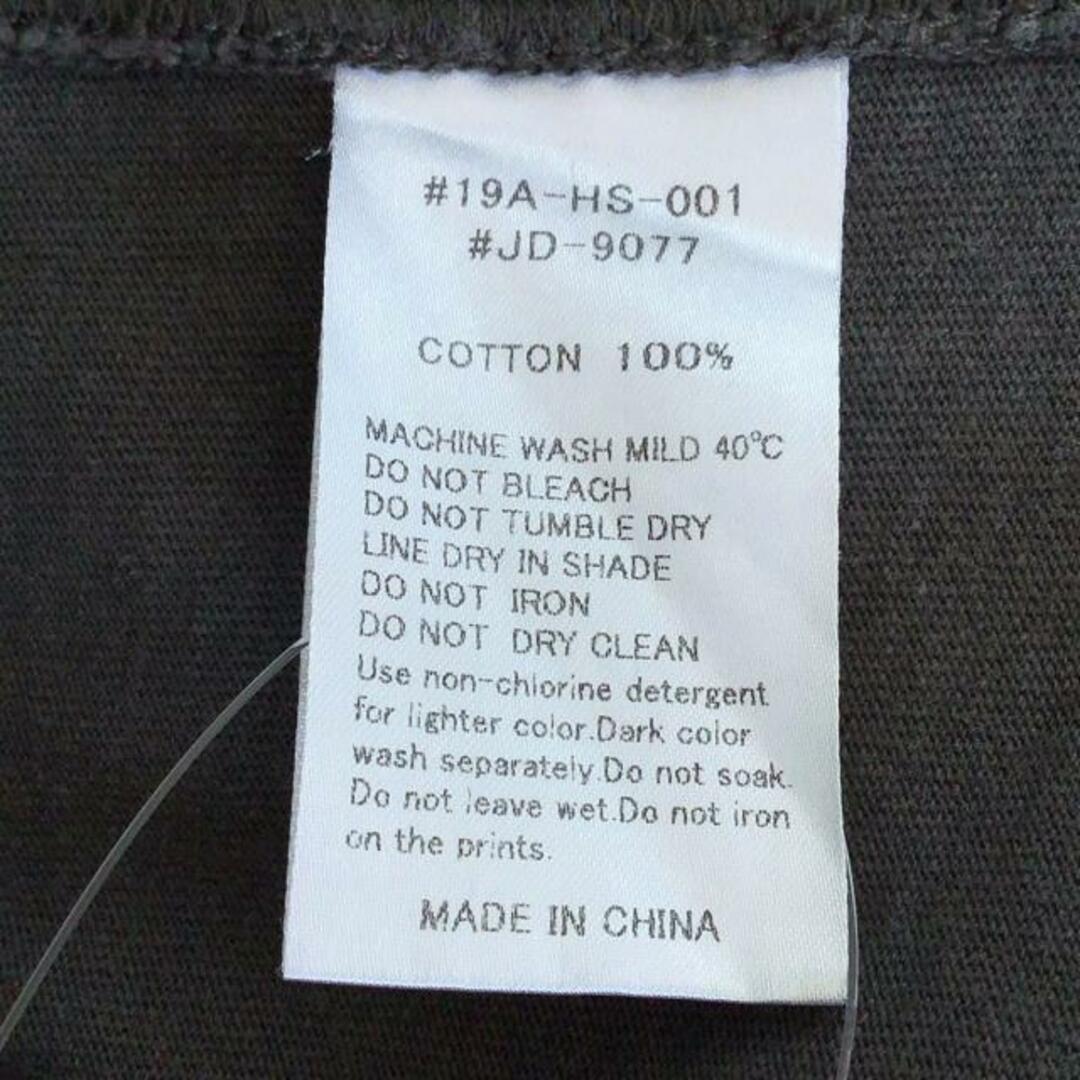 #19A-HS-001
#JD-9077
COTTON 100%
MACHINE WASH MILD 40°C
DO NOT BLEACH
DO NOT TUMBLE DRY
LINE DRY IN SHADE
DO NOT IRON
DO NOT DRY CLEAN
Use non-chlorine detergent
for lighter color.Dark color
wash separately.Do not soak.
Do not leave wet.Do not iron
on the prints.
MADE IN CHINA